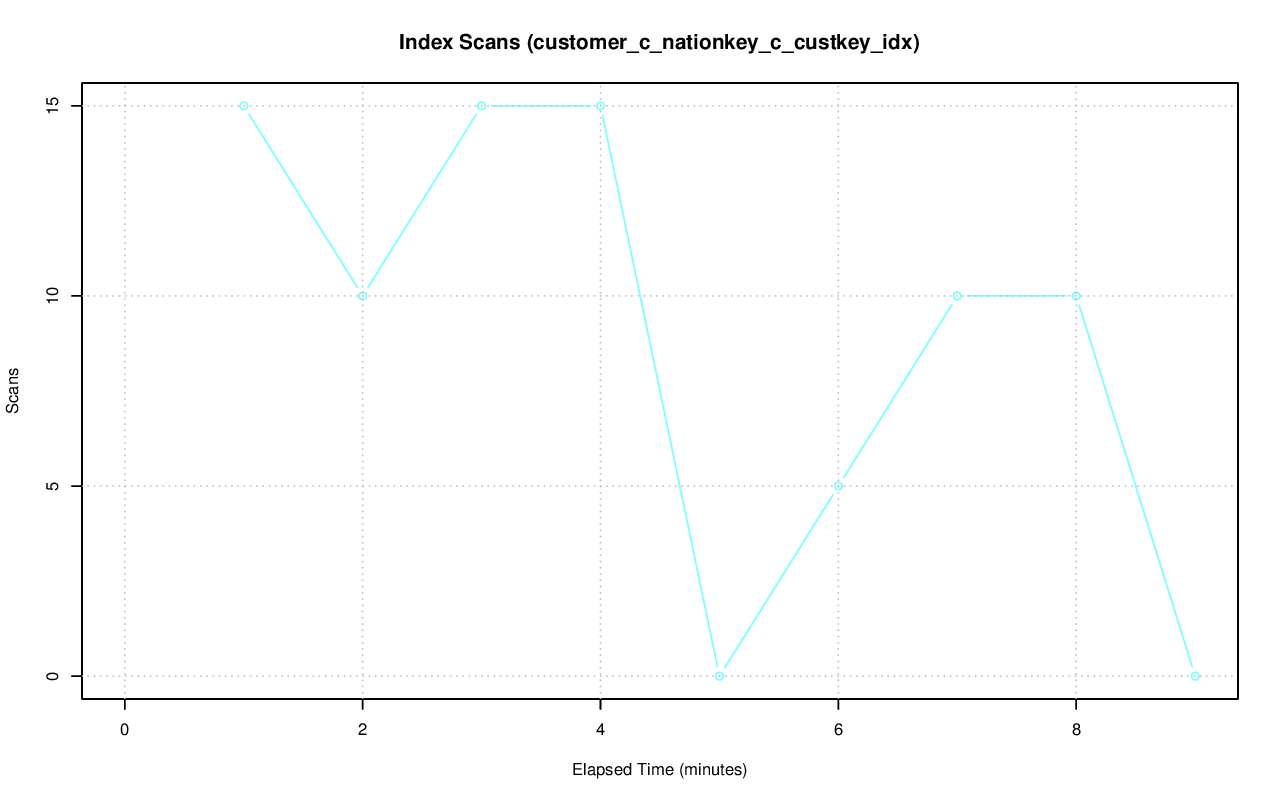 Index Scans (customer_c_nationkey_c_custkey_idx)
15
10
5
0
Scans
0 2 4 6 8
Elapsed Time (minutes)